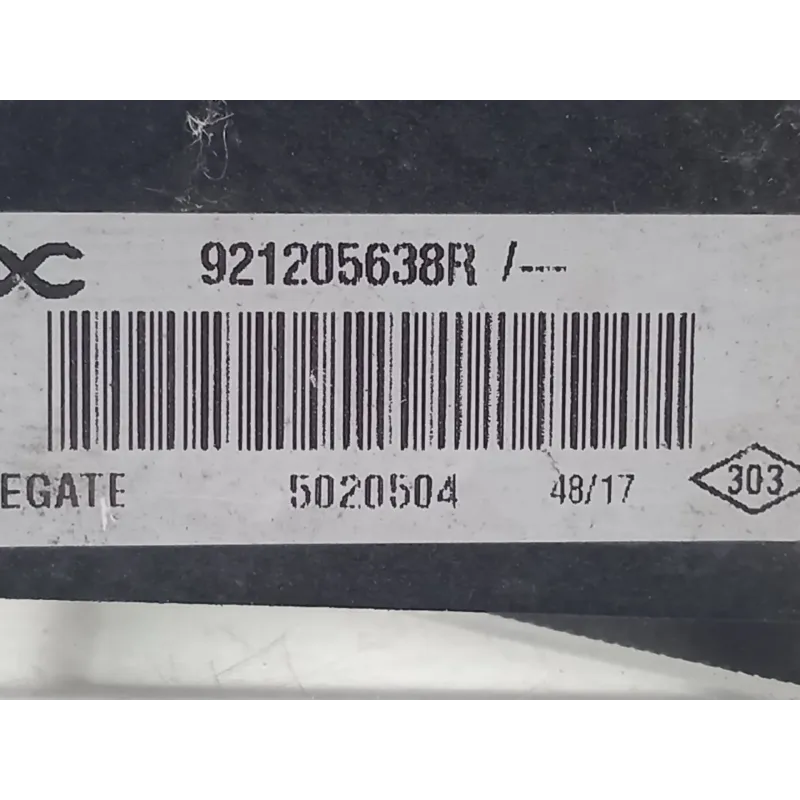 921205638R /-----
EGATE 5020504 48/17 303